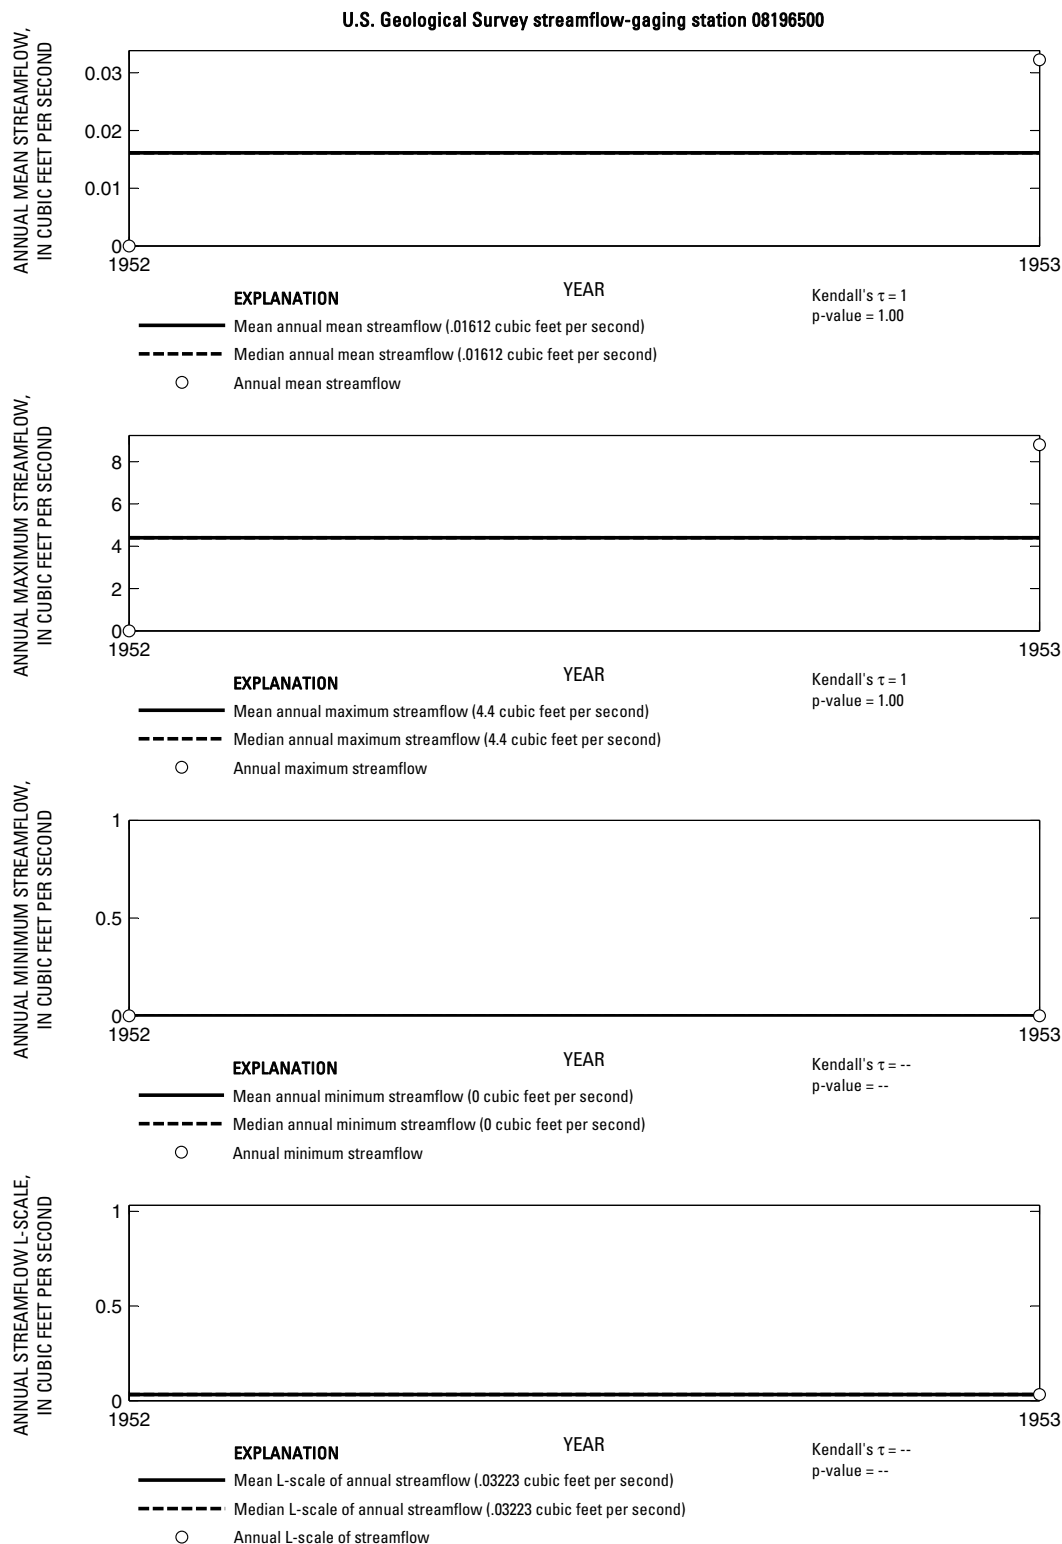 U.S. Geological Survey streamflow-gaging station 08196500
ANNUAL MEAN STREAMFLOW,
IN CUBIC FEET PER SECOND
0.03
0.02
0.01
0
1952
1953
YEAR
EXPLANATION
Mean annual mean streamflow (.01612 cubic feet per second)
Median annual mean streamflow (.01612 cubic feet per second)
Annual mean streamflow
Kendall's τ = 1
p-value = 1.00
ANNUAL MAXIMUM STREAMFLOW,
IN CUBIC FEET PER SECOND
8
6
4
2
0
1952
1953
YEAR
EXPLANATION
Mean annual maximum streamflow (4.4 cubic feet per second)
Median annual maximum streamflow (4.4 cubic feet per second)
Annual maximum streamflow
Kendall's τ = 1
p-value = 1.00
ANNUAL MINIMUM STREAMFLOW,
IN CUBIC FEET PER SECOND
1
0.5
0
1952
1953
YEAR
EXPLANATION
Mean annual minimum streamflow (0 cubic feet per second)
Median annual minimum streamflow (0 cubic feet per second)
Annual minimum streamflow
Kendall's τ = --
p-value = --
ANNUAL STREAMFLOW L-SCALE,
IN CUBIC FEET PER SECOND
1
0.5
0
1952
1953
YEAR
EXPLANATION
Mean L-scale of annual streamflow (.03223 cubic feet per second)
Median L-scale of annual streamflow (.03223 cubic feet per second)
Annual L-scale of streamflow
Kendall's τ = --
p-value = --